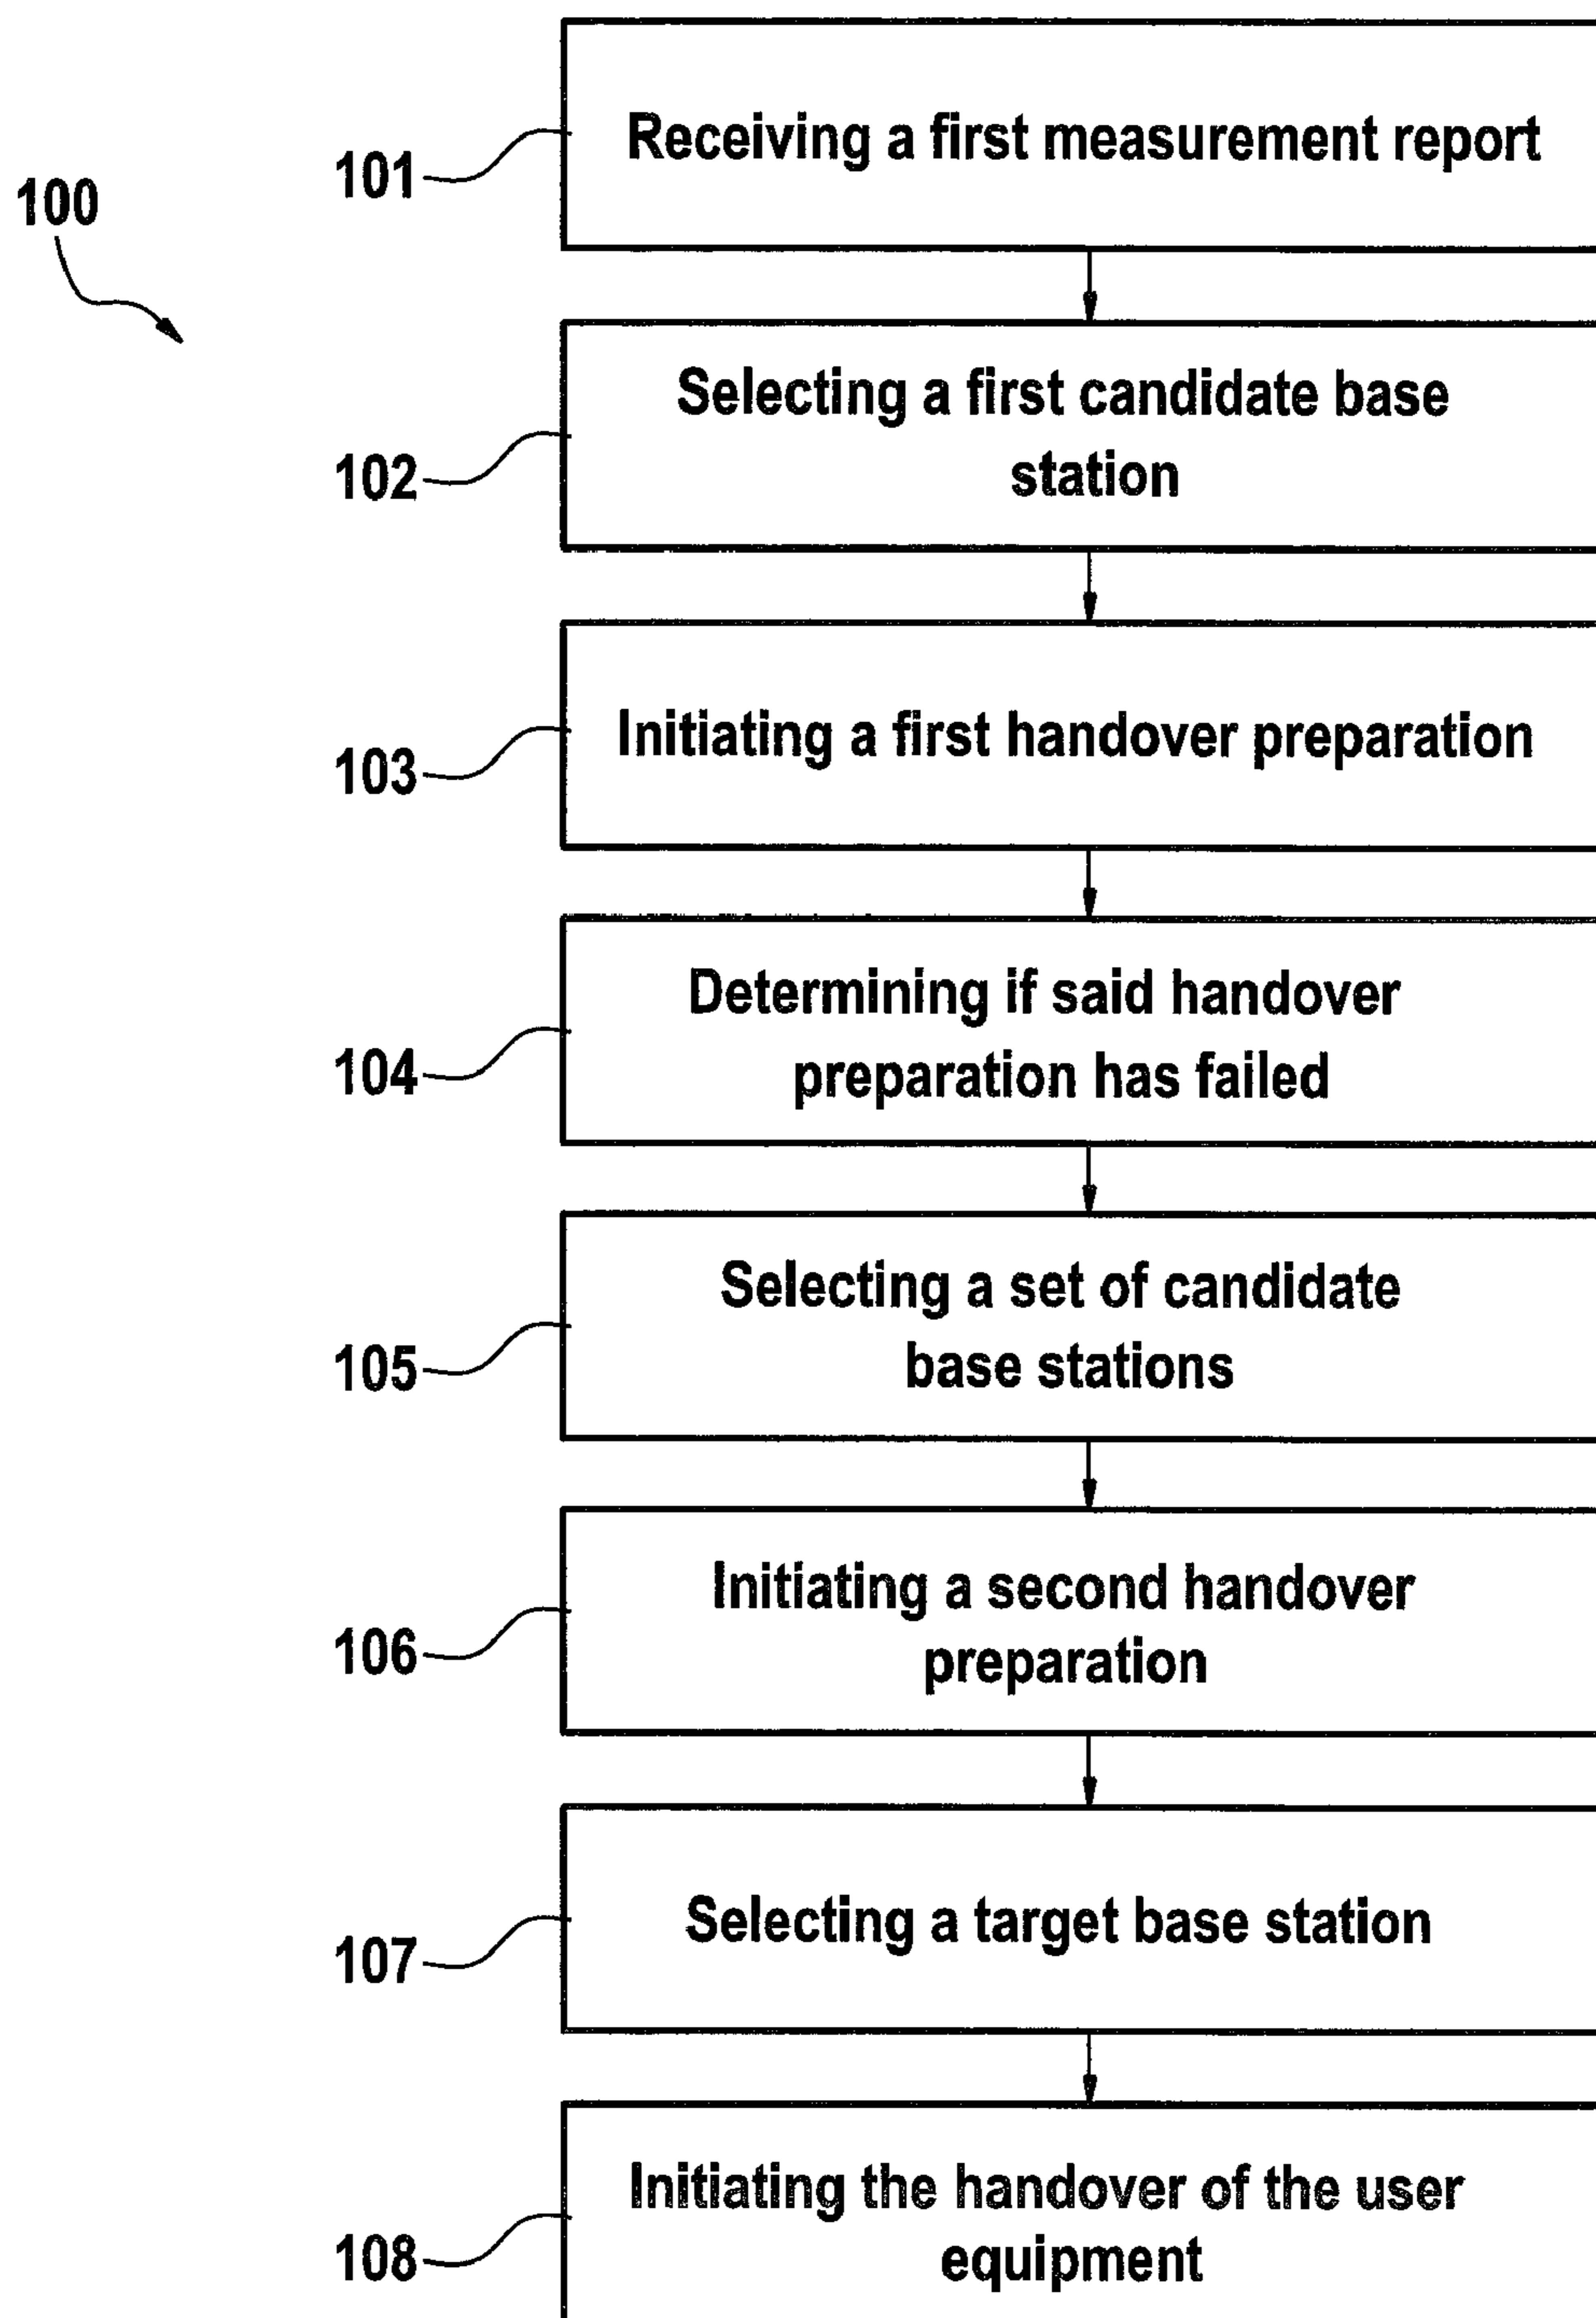 100
101
Receiving a first measurement report
102
Selecting a first candidate base
station
103
Initiating a first handover preparation
104
Determining if said handover
preparation has failed
105
Selecting a set of candidate
base stations
106
Initiating a second handover
preparation
107
Selecting a target base station
108
Initiating the handover of the user
equipment